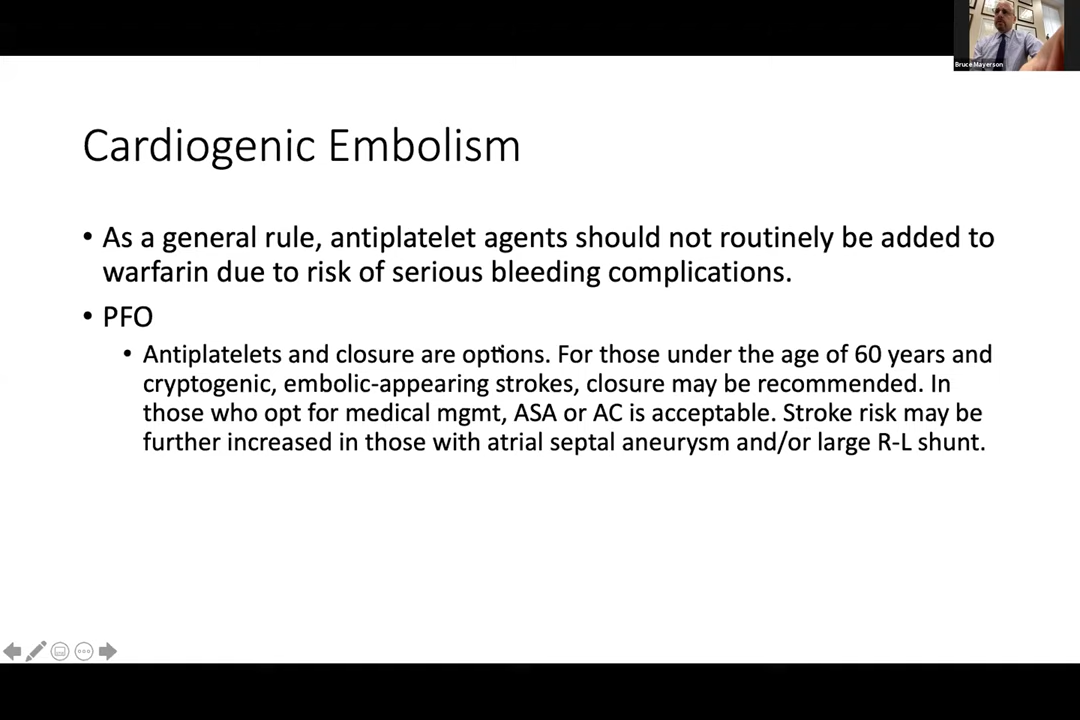 Bruce Mayerson
Cardiogenic Embolism
• As a general rule, antiplatelet agents should not routinely be added to
warfarin due to risk of serious bleeding complications.
• PFO
• Antiplatelets and closure are options. For those under the age of 60 years and
cryptogenic, embolic-appearing strokes, closure may be recommended. In
those who opt for medical mgmt, ASA or AC is acceptable. Stroke risk may be
further increased in those with atrial septal aneurysm and/or large R-L shunt.